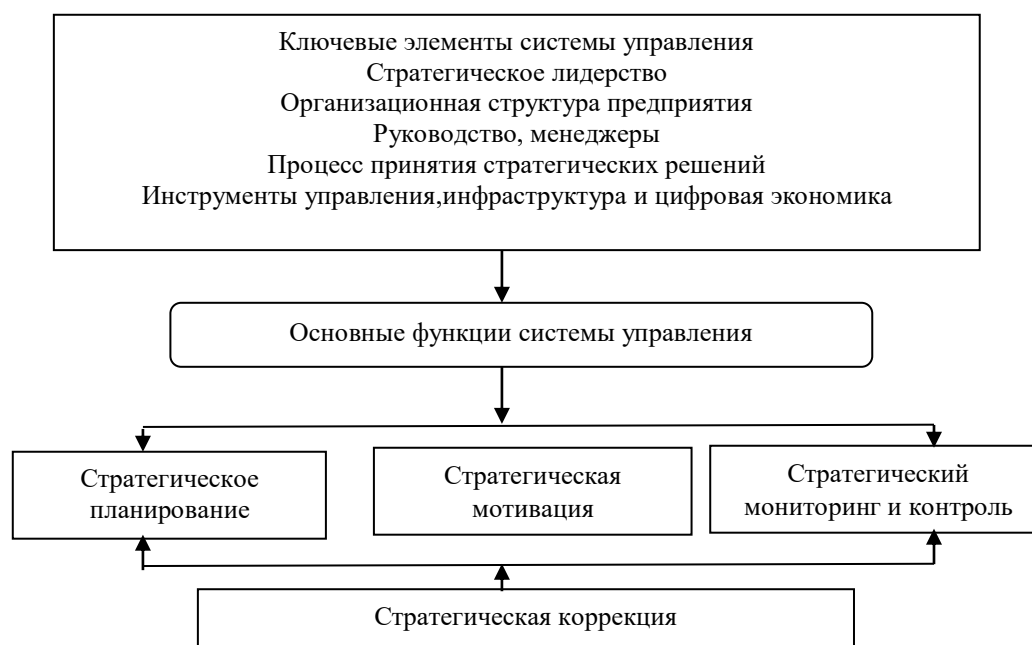 Ключевые элементы системы управления
Стратегическое лидерство
Организационная структура предприятия
Руководство, менеджеры
Процесс принятия стратегических решений
Инструменты управления,инфраструктура и цифровая экономика
Основные функции системы управления
Стратегическое
планирование
Стратегическая
мотивация
Стратегический
мониторинг и контроль
Стратегическая коррекция